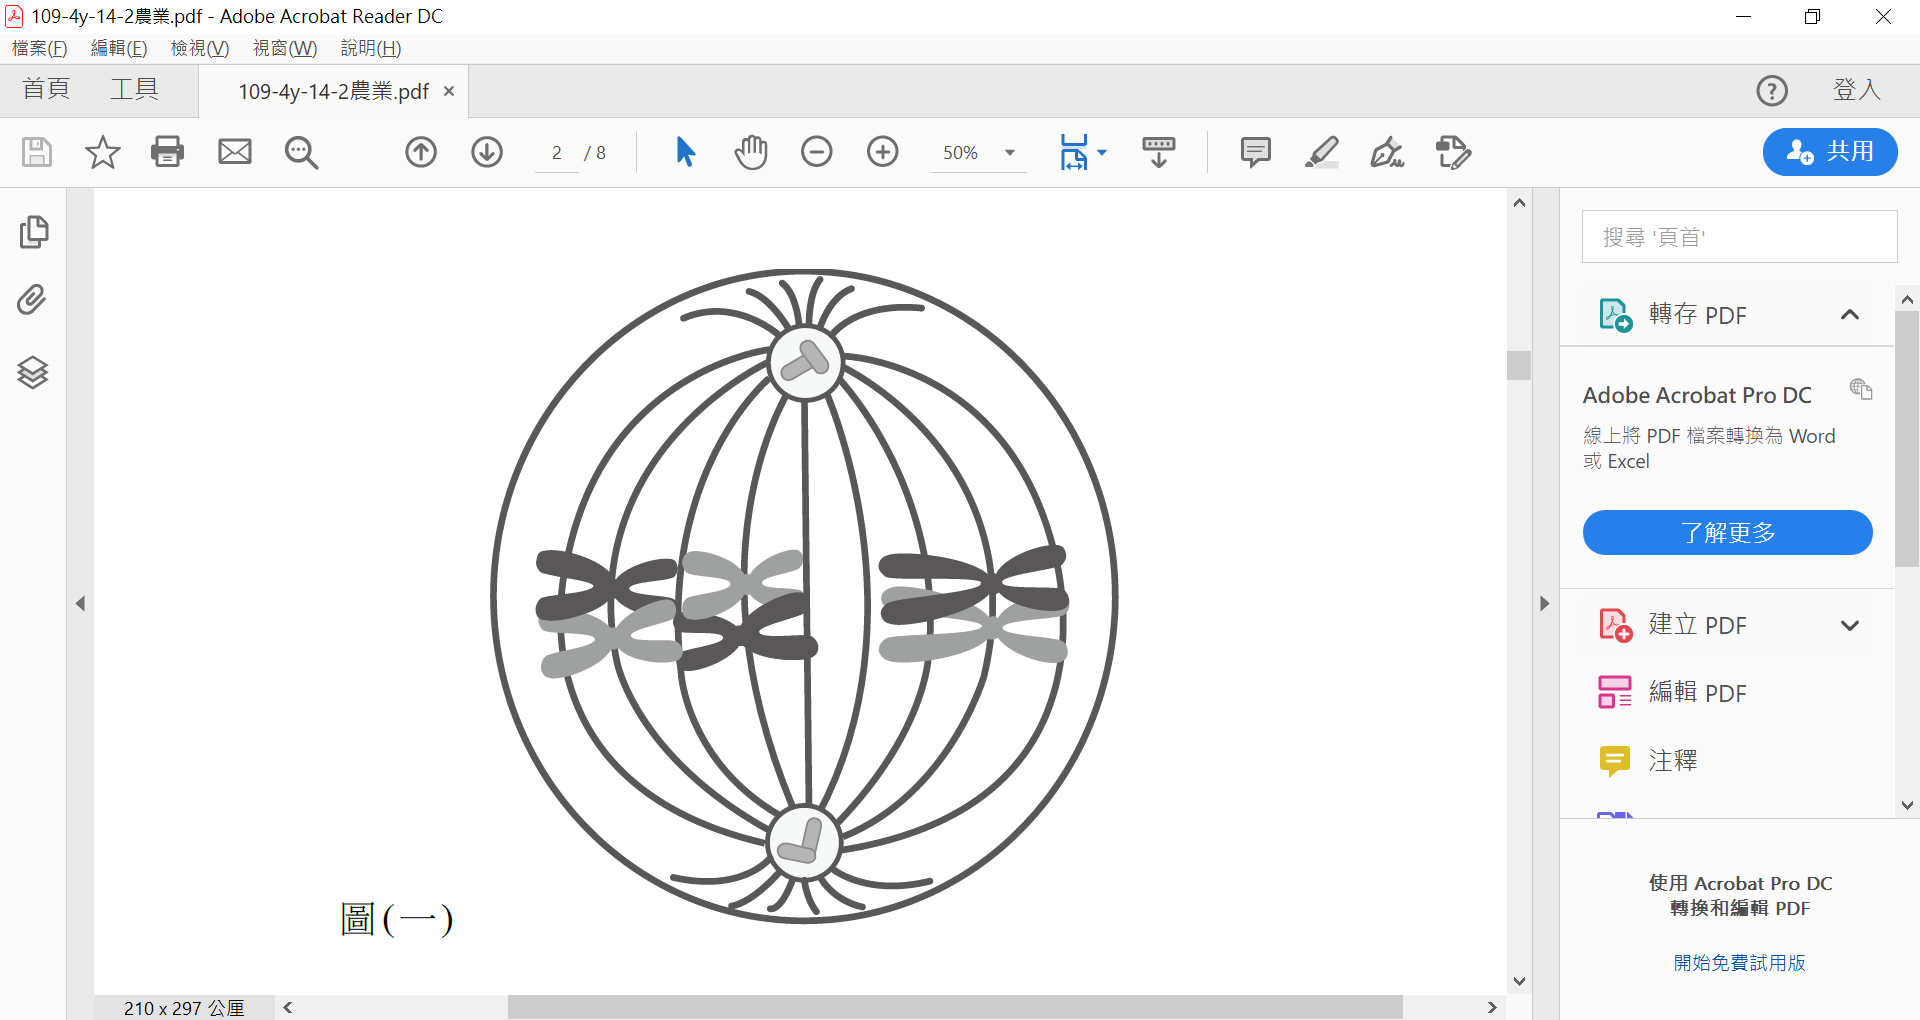 109-4y-14-2農業.pdf - Adobe Acrobat Reader DC
檔案(F) 編輯(E) 檢視(V) 視窗(W) 說明(H)
首頁 工具 109-4y-14-2農業.pdf × ? 登入
2 / 8 50% 共用
搜尋 '頁首'
轉存 PDF
Adobe Acrobat Pro DC
線上將 PDF 檔案轉換為 Word
或 Excel
了解更多
建立 PDF
編輯 PDF
注釋
使用 Acrobat Pro DC
轉換和編輯 PDF
開始免費試用版
圖(一)
210 x 297 公厘